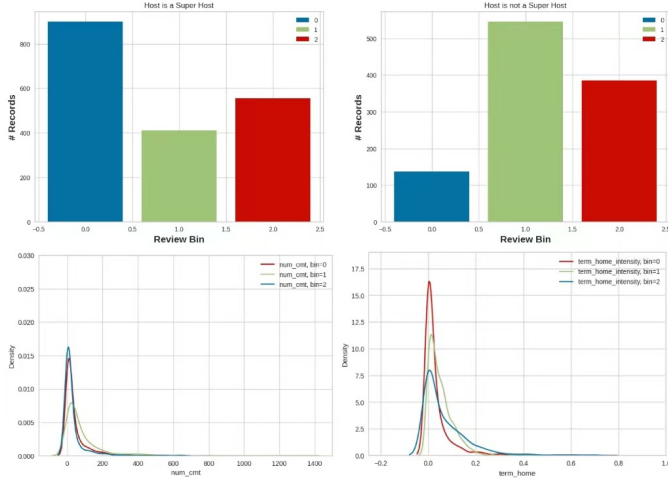 Host is a Super Host
0
1
2
# Records
800
600
400
200
0
−0.5 0.0 0.5 1.0 1.5 2.0 2.5
Review Bin
Host is not a Super Host
0
1
2
# Records
500
400
300
200
100
0
−0.5 0.0 0.5 1.0 1.5 2.0 2.5
Review Bin
num_cmt, bin=0
num_cmt, bin=1
num_cmt, bin=2
Density
0.030
0.025
0.020
0.015
0.010
0.005
0.000
0 200 400 600 800 1000 1200 1400
num_cmt
term_home_intensity, bin=0
term_home_intensity, bin=1
term_home_intensity, bin=2
Density
17.5
15.0
12.5
10.0
7.5
5.0
2.5
0.0
−0.2 0.0 0.2 0.4 0.6 0.8 1.0
term_home